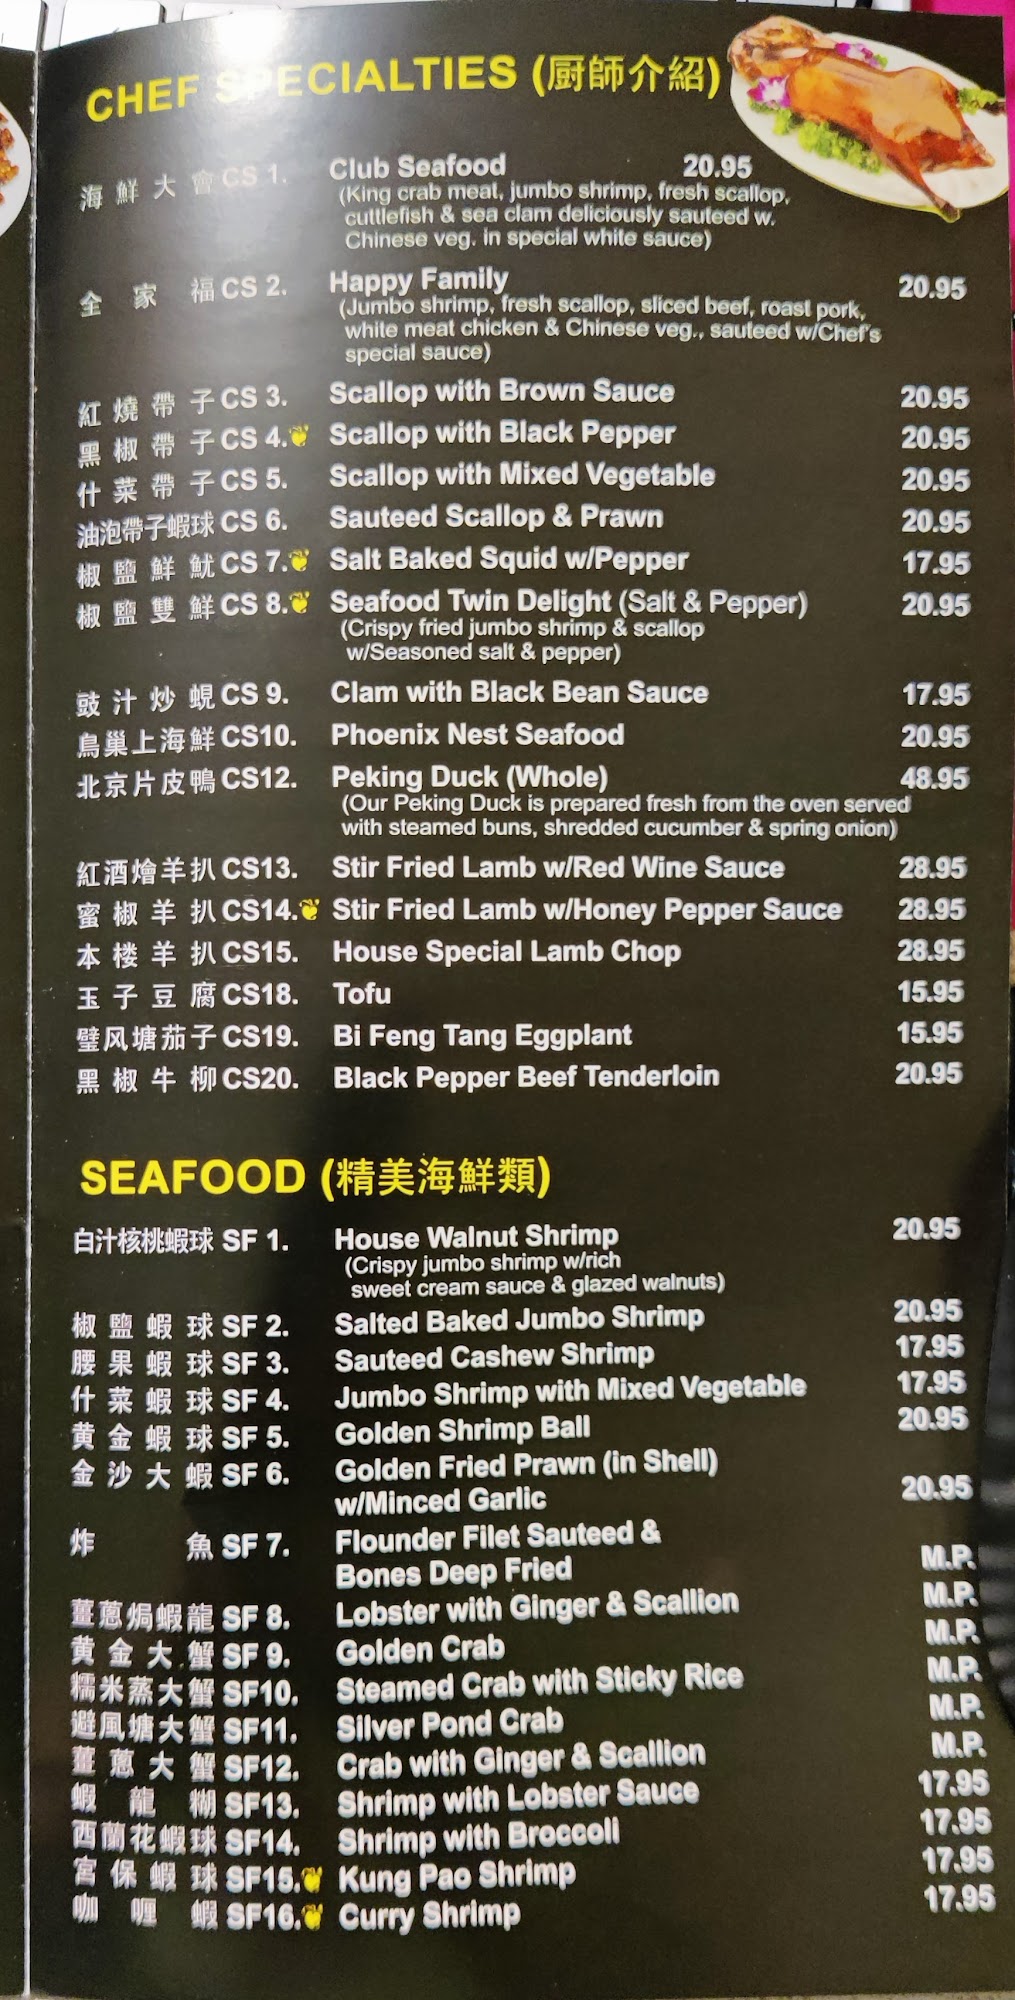 CHEF SPECIALTIES (厨師介紹)
海鮮大會 CS 1. Club Seafood 20.95
(King crab meat, jumbo shrimp, fresh scallop,
cuttlefish & sea clam deliciously sauteed w.
Chinese veg. in special white sauce)
全家福 CS 2. Happy Family 20.95
(Jumbo shrimp, fresh scallop, sliced beef, roast pork,
white meat chicken & Chinese veg., sauteed w/Chef's
special sauce)
紅燒帶子 CS 3. Scallop with Brown Sauce 20.95
黑椒帶子 CS 4. Scallop with Black Pepper 20.95
什菜帶子 CS 5. Scallop with Mixed Vegetable 20.95
油泡帶子蝦球 CS 6. Sauteed Scallop & Prawn 20.95
椒鹽鮮魷 CS 7. Salt Baked Squid w/Pepper 17.95
椒鹽雙鮮 CS 8. Seafood Twin Delight (Salt & Pepper) 20.95
(Crispy fried jumbo shrimp & scallop
w/Seasoned salt & pepper)
豉汁炒蜆 CS 9. Clam with Black Bean Sauce 17.95
鳥巢上海鮮 CS10. Phoenix Nest Seafood 20.95
北京片皮鴨 CS12. Peking Duck (Whole) 48.95
(Our Peking Duck is prepared fresh from the oven served
with steamed buns, shredded cucumber & spring onion)
紅酒燴羊扒 CS13. Stir Fried Lamb w/Red Wine Sauce 28.95
蜜椒羊扒 CS14. Stir Fried Lamb w/Honey Pepper Sauce 28.95
本楼羊扒 CS15. House Special Lamb Chop 28.95
玉子豆腐 CS18. Tofu 15.95
璧风塘茄子 CS19. Bi Feng Tang Eggplant 15.95
黑椒牛柳 CS20. Black Pepper Beef Tenderloin 20.95
SEAFOOD (精美海鮮類)
白汁核桃蝦球 SF 1. House Walnut Shrimp 20.95
(Crispy jumbo shrimp w/rich
sweet cream sauce & glazed walnuts)
椒鹽蝦球 SF 2. Salted Baked Jumbo Shrimp 20.95
腰果蝦球 SF 3. Sauteed Cashew Shrimp 17.95
什菜蝦球 SF 4. Jumbo Shrimp with Mixed Vegetable 17.95
黄金蝦球 SF 5. Golden Shrimp Ball 20.95
金沙大蝦 SF 6. Golden Fried Prawn (in Shell)
w/Minced Garlic 20.95
炸魚 SF 7. Flounder Filet Sauteed &
Bones Deep Fried M.P.
薑蔥焗蝦龍 SF 8. Lobster with Ginger & Scallion M.P.
黄金大蟹 SF 9. Golden Crab M.P.
糯米蒸大蟹 SF10. Steamed Crab with Sticky Rice M.P.
避風塘大蟹 SF11. Silver Pond Crab M.P.
薑蔥大蟹 SF12. Crab with Ginger & Scallion M.P.
蝦龍糊 SF13. Shrimp with Lobster Sauce 17.95
西蘭花蝦球 SF14. Shrimp with Broccoli 17.95
宮保蝦球 SF15. Kung Pao Shrimp 17.95
咖喱蝦 SF16. Curry Shrimp 17.95